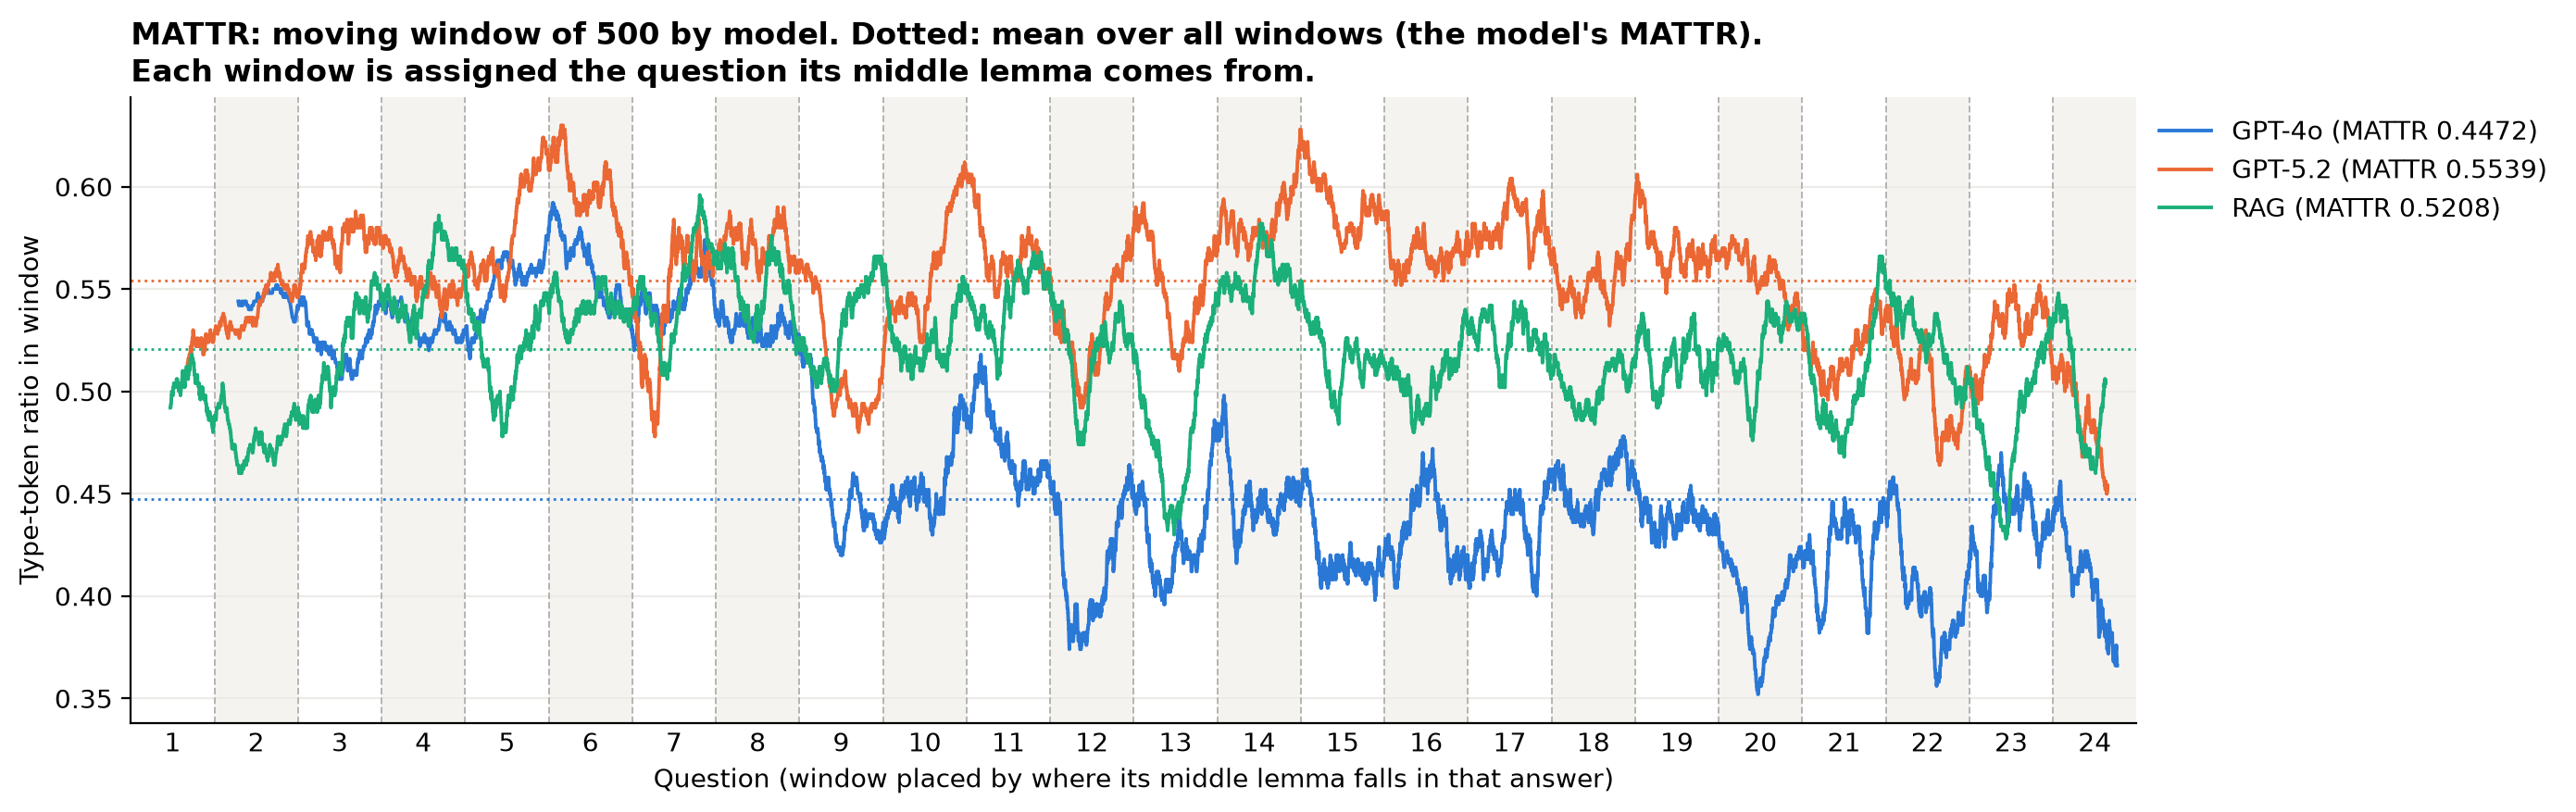 MATTR: moving window of 500 by model. Dotted: mean over all windows (the model's MATTR).
Each window is assigned the question its middle lemma comes from.
GPT-4o (MATTR 0.4472)
GPT-5.2 (MATTR 0.5539)
RAG (MATTR 0.5208)
Type-token ratio in window
0.60
0.55
0.50
0.45
0.40
0.35
1 2 3 4 5 6 7 8 9 10 11 12 13 14 15 16 17 18 19 20 21 22 23 24
Question (window placed by where its middle lemma falls in that answer)